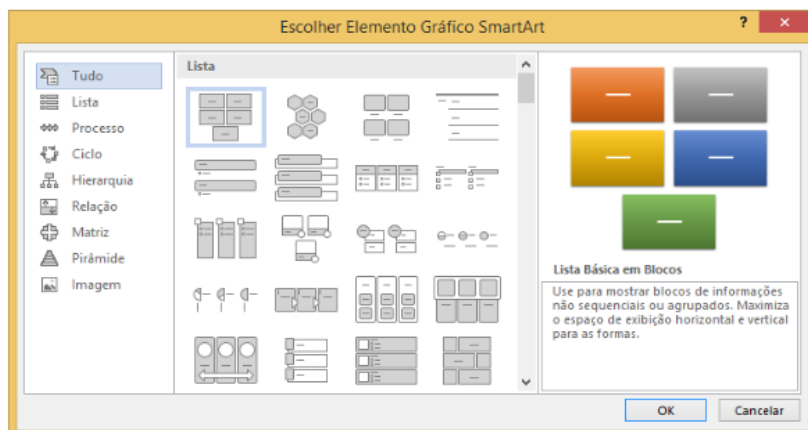 Escolher Elemento Gráfico SmartArt
?
Tudo
Lista
Processo
Ciclo
Hierarquia
Relação
Matriz
Pirâmide
Imagem
Lista
Lista Básica em Blocos
Use para mostrar blocos de informações
não sequenciais ou agrupados. Maximiza
o espaço de exibição horizontal e vertical
para as formas.
OK
Cancelar